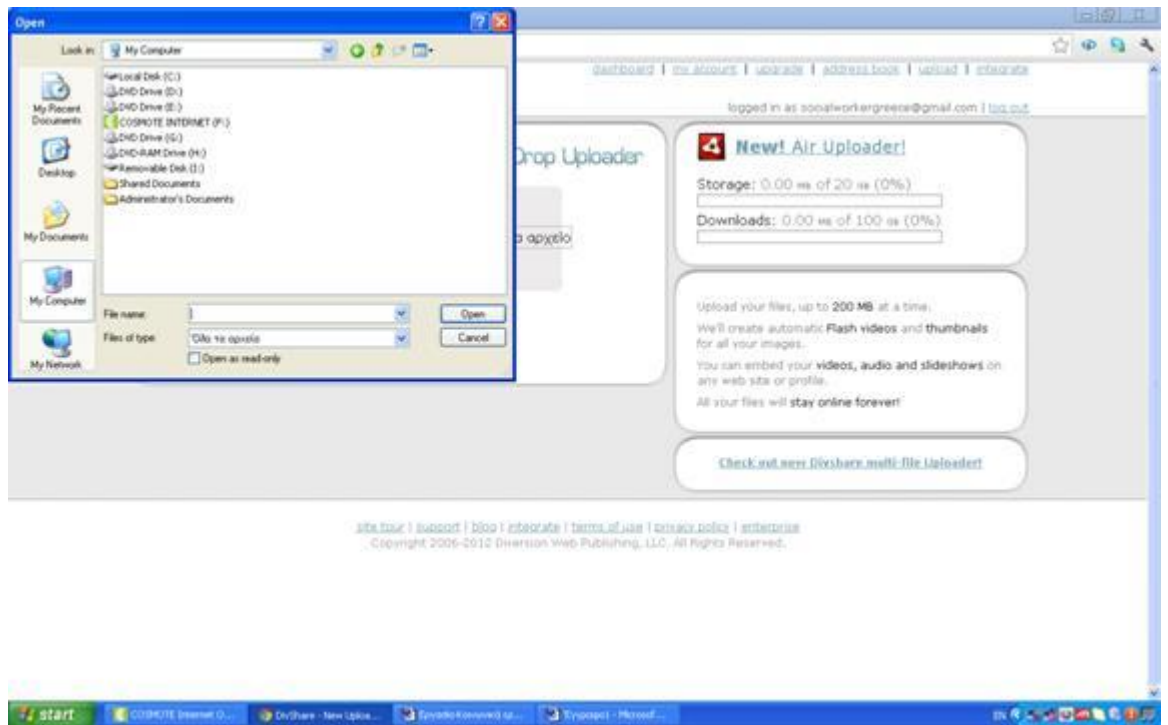 Open
Look in: My Computer
My Recent Documents
Desktop
My Documents
My Computer
My Network
Local Disk (C:)
DVD Drive (D:)
DVD Drive (E:)
COSMOTE INTERNET (F:)
DVD Drive (G:)
DVD-RAM Drive (H:)
Removable Disk (I:)
Shared Documents
Administrator's Documents
File name:
Open
Files of type: Όλα τα αρχεία
Cancel
Open as read-only
dashboard | my account | upgrade | address book | upload | integrate
logged in as socialworkergreece@gmail.com | log out
Drop Uploader
αρχείο
New! Air Uploader!
Storage: 0.00 MB of 20 (0%)
Downloads: 0.00 MB of 100 (0%)
Upload your files, up to 200 MB at a time.
We'll create automatic Flash videos and thumbnails
for all your images.
You can embed your videos, audio and slideshows on
any web site or profile.
All your files will stay online forever!
Check out new Divshare multi-file Uploader!
site tour | support | blog | integrate | terms of use | privacy policy | enterprise
Copyright 2006-2012 Diversion Web Publishing, LLC. All Rights Reserved.
start
COSMOTE Internet O...
DivShare - New Uploa...
EN